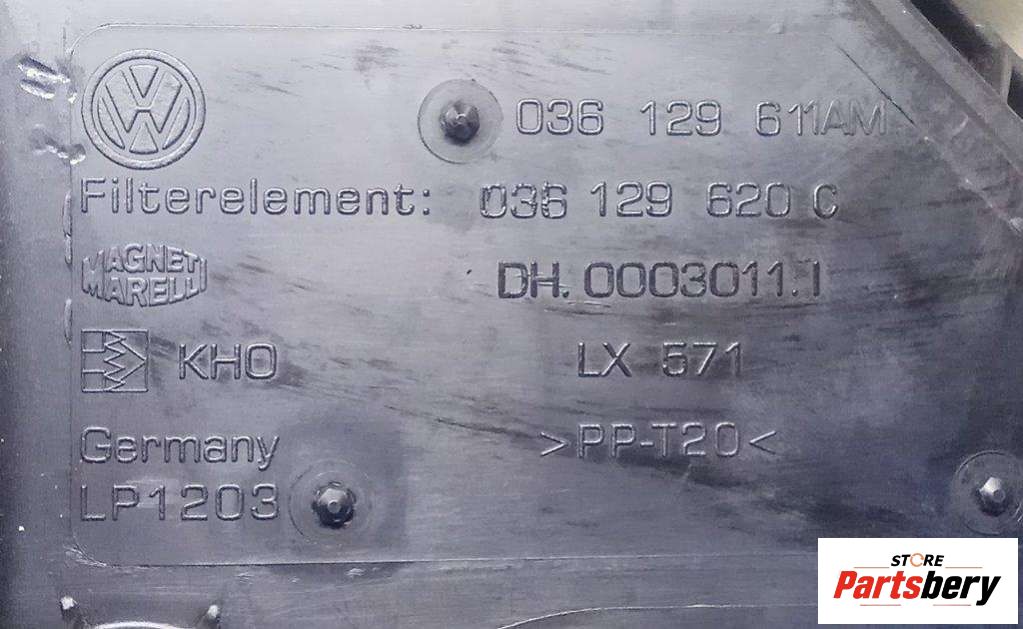 036 129 611AM
Filterelement: 036 129 620 C
MAGNETI MARELLI DH.0003011.1
KHO LX 571
Germany >PP-T20<
LP1203
STORE
Partsbery